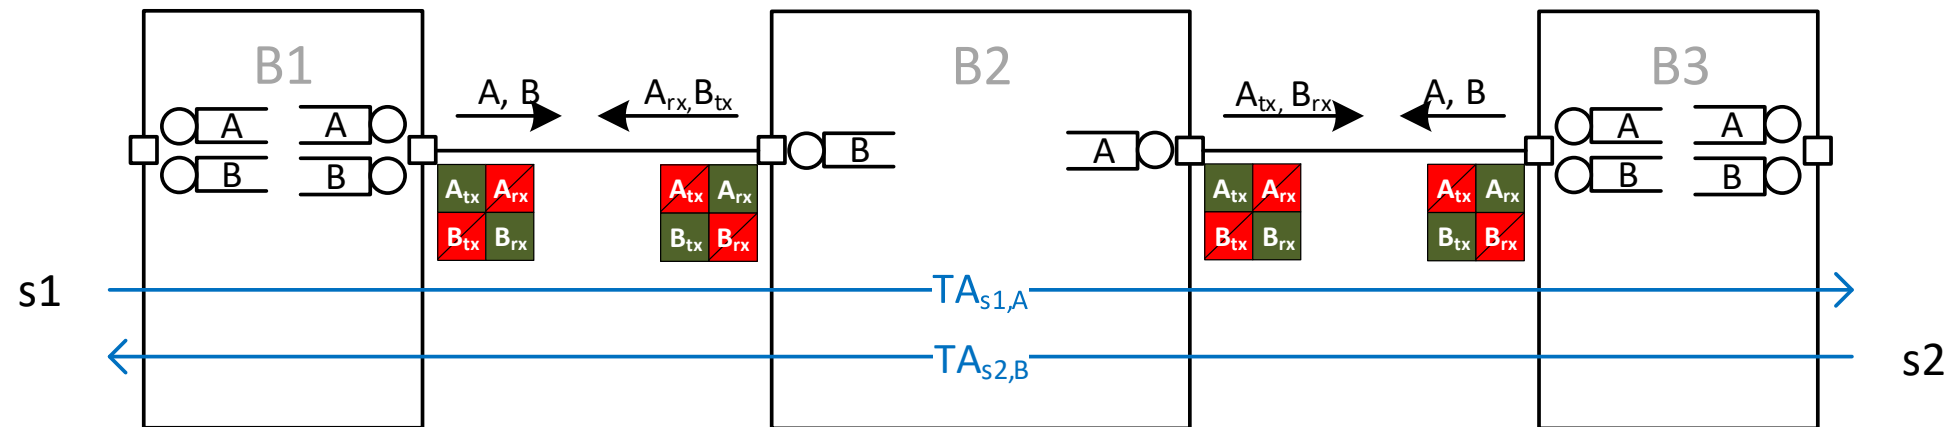 B1 B2 B3
A, B Arx,Btx Atx, Brx A, B
A A A A
B B B A B B
Atx Arx Atx Arx Atx Arx Atx Arx
Btx Brx Btx Brx Btx Brx Btx Brx
s1 TAs1,A
TAs2,B s2